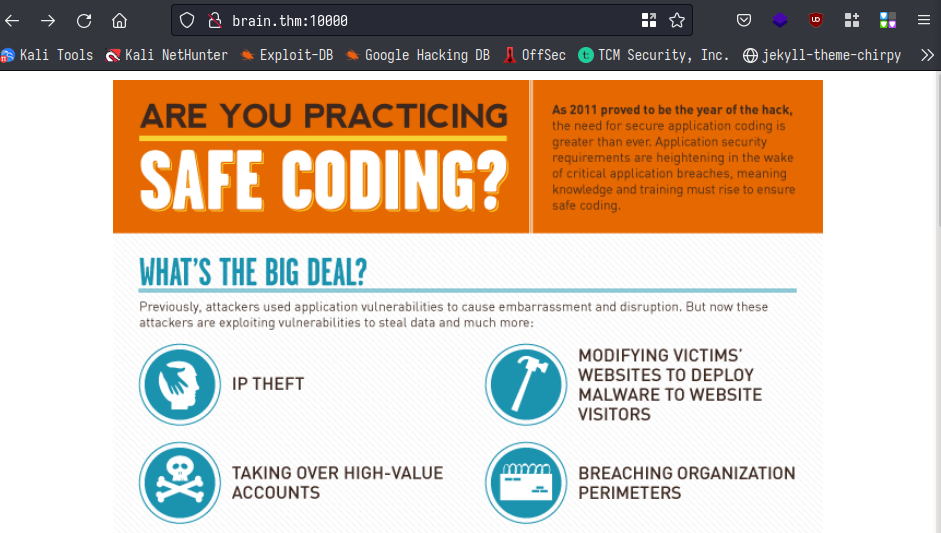 brain.thm:10000
Kali Tools
Kali NetHunter
Exploit-DB
Google Hacking DB
OffSec
TCM Security, Inc.
jekyll-theme-chirpy
ARE YOU PRACTICING
SAFE CODING?
As 2011 proved to be the year of the hack,
the need for secure application coding is
greater than ever. Application security
requirements are heightening in the wake
of critical application breaches, meaning
knowledge and training must rise to ensure
safe coding.
WHAT'S THE BIG DEAL?
Previously, attackers used application vulnerabilities to cause embarrassment and disruption. But now these
attackers are exploiting vulnerabilities to steal data and much more:
IP THEFT
MODIFYING VICTIMS'
WEBSITES TO DEPLOY
MALWARE TO WEBSITE
VISITORS
TAKING OVER HIGH-VALUE
ACCOUNTS
BREACHING ORGANIZATION
PERIMETERS